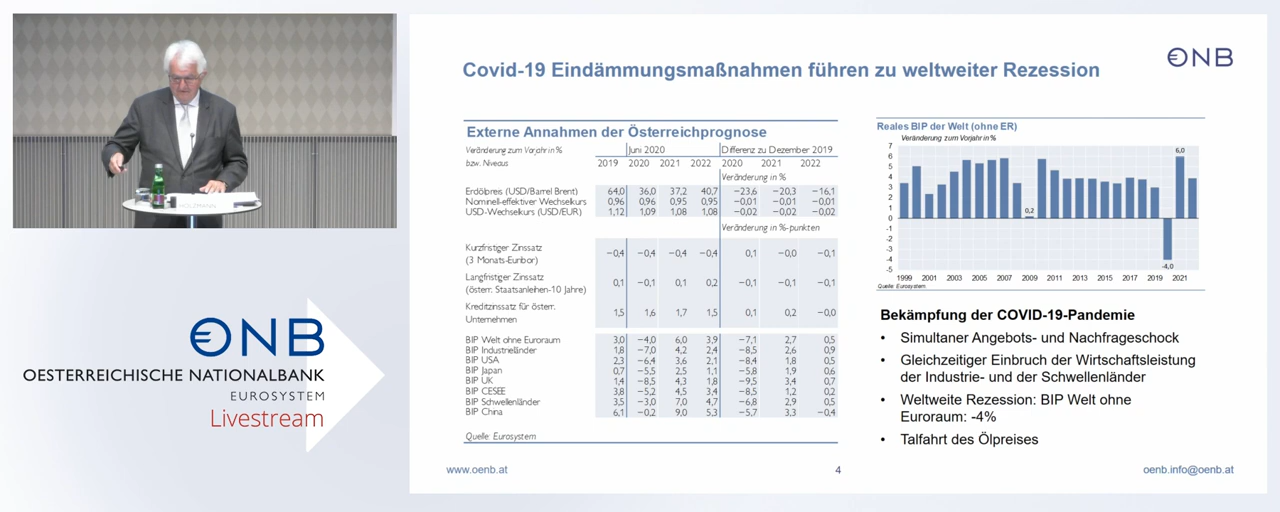 HOLZMANN
ONB
OESTERREICHISCHE NATIONALBANK
EUROSYSTEM
Livestream
Covid-19 Eindämmungsmaßnahmen führen zu weltweiter Rezession
ONB
Externe Annahmen der Österreichprognose
Veränderung zum Vorjahr in % Juni 2020 Differenz zu Dezember 2019
bzw. Niveaus 2019 2020 2021 2022 2020 2021 2022
Veränderung in %
Erdölpreis (USD/Barrel Brent) 64,0 36,0 37,2 40,7 −23,6 −20,3 −16,1
Nominell-effektiver Wechselkurs 0,96 0,96 0,95 0,95 −0,01 −0,01 −0,01
USD-Wechselkurs (USD/EUR) 1,12 1,09 1,08 1,08 −0,02 −0,02 −0,02
Veränderung in %-punkten
Kurzfristiger Zinssatz
(3 Monats-Euribor) −0,4 −0,4 −0,4 −0,4 0,1 −0,0 −0,1
Langfristiger Zinssatz
(österr. Staatsanleihen-10 Jahre) 0,1 −0,1 0,1 0,2 −0,1 −0,1 −0,1
Kreditzinssatz für österr.
Unternehmen 1,5 1,6 1,7 1,5 0,1 0,2 −0,0
BIP Welt ohne Euroraum 3,0 −4,0 6,0 3,9 −7,1 2,7 0,5
BIP Industrieländer 1,8 −7,0 4,2 2,4 −8,5 2,6 0,9
BIP USA 2,3 −6,4 3,6 2,1 −8,4 1,8 0,5
BIP Japan 0,7 −5,5 2,5 1,1 −5,8 1,9 0,6
BIP UK 1,4 −8,5 4,3 1,8 −9,5 3,4 0,7
BIP CESEE 3,8 −5,2 4,5 3,4 −8,5 1,2 0,2
BIP Schwellenländer 3,5 −3,0 7,0 4,7 −6,8 2,9 0,5
BIP China 6,1 −0,2 9,0 5,3 −5,7 3,3 −0,4
Quelle: Eurosystem
Reales BIP der Welt (ohne ER)
Veränderung zum Vorjahr in %
7
6
5
4
3
2
1
0
-1
-2
-3
-4
-5
0,2
-4,0
6,0
1999 2001 2003 2005 2007 2009 2011 2013 2015 2017 2019 2021
Quelle: Eurosystem.
Bekämpfung der COVID-19-Pandemie
• Simultaner Angebots- und Nachfrageschock
• Gleichzeitiger Einbruch der Wirtschaftsleistung
der Industrie- und der Schwellenländer
• Weltweite Rezession: BIP Welt ohne
Euroraum: -4%
• Talfahrt des Ölpreises
www.oenb.at 4 oenb.info@oenb.at